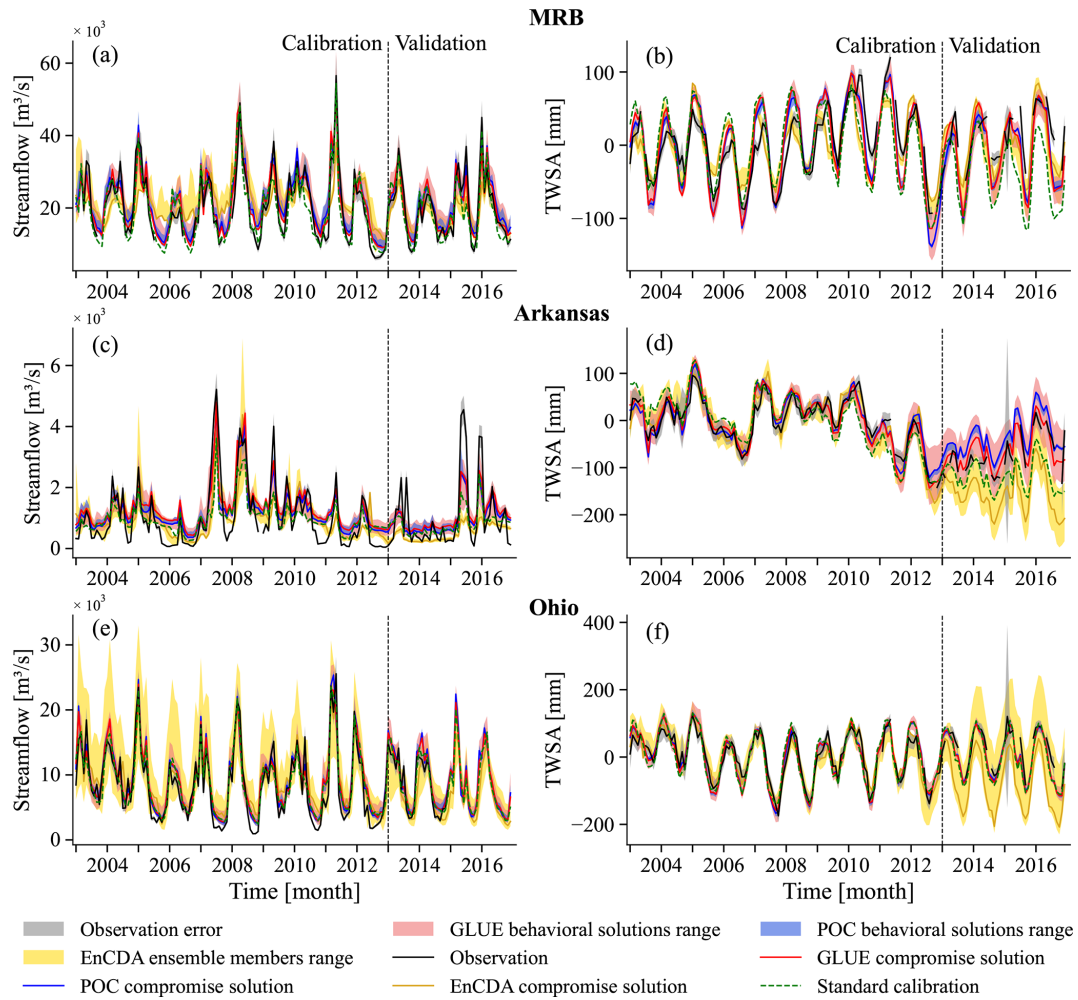 MRB
× 10³
(a)
Calibration
Validation
Streamflow [m³/s]
60
40
20
2004 2006 2008 2010 2012 2014 2016
(b)
Calibration
Validation
TWSA [mm]
100
0
−100
2004 2006 2008 2010 2012 2014 2016
Arkansas
× 10³
(c)
Streamflow [m³/s]
6
4
2
0
2004 2006 2008 2010 2012 2014 2016
(d)
TWSA [mm]
100
0
−100
−200
2004 2006 2008 2010 2012 2014 2016
Ohio
× 10³
(e)
Streamflow [m³/s]
30
20
10
0
2004 2006 2008 2010 2012 2014 2016
Time [month]
(f)
TWSA [mm]
400
200
0
−200
2004 2006 2008 2010 2012 2014 2016
Time [month]
Observation error
GLUE behavioral solutions range
POC behavioral solutions range
EnCDA ensemble members range
Observation
GLUE compromise solution
POC compromise solution
EnCDA compromise solution
Standard calibration